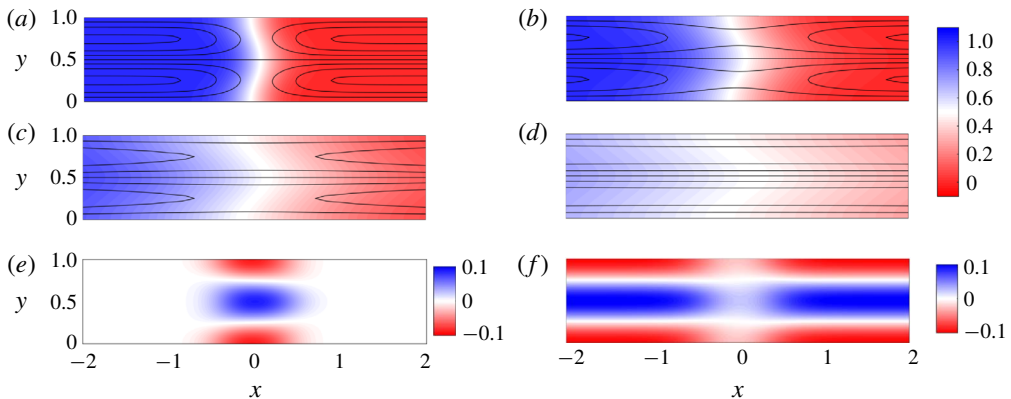 (a) 1.0 y 0.5 0
(b) 1.0 0.8 0.6 0.4 0.2 0
(c) 1.0 y 0.5 0
(d)
(e) 1.0 y 0.5 0 −2 −1 0 1 2 x 0.1 0 −0.1
(f) −2 −1 0 1 2 x 0.1 0 −0.1